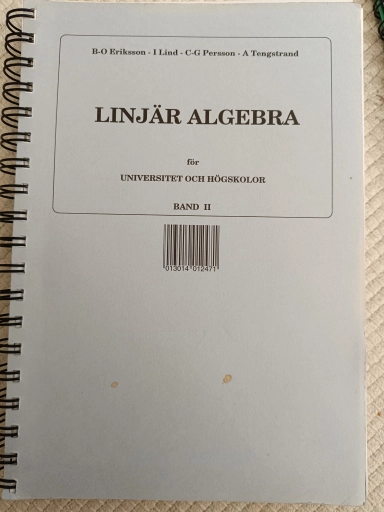 B-O Eriksson - I Lind - C-G Persson - A Tengstrand
LINJÄR ALGEBRA
för
UNIVERSITET OCH HÖGSKOLOR
BAND II
013014 012471